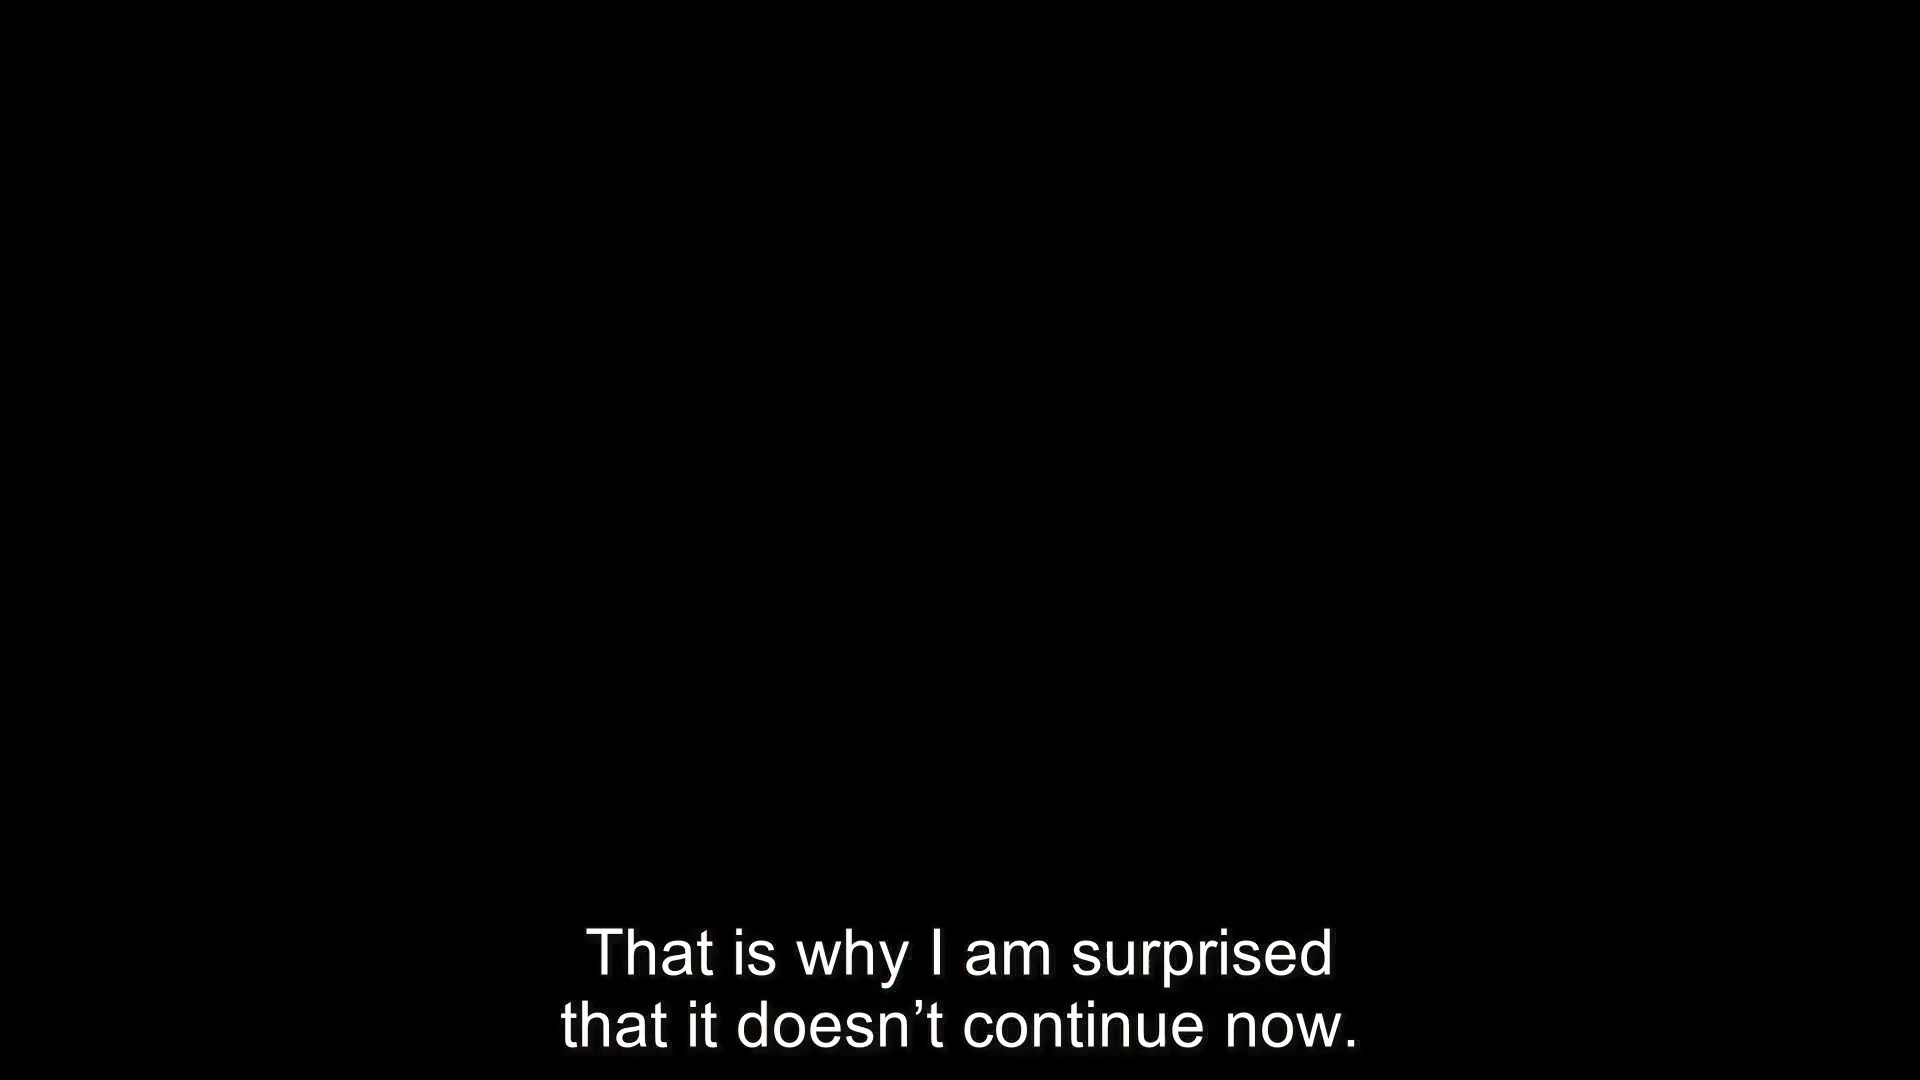 That is why I am surprised
that it doesn’t continue now.